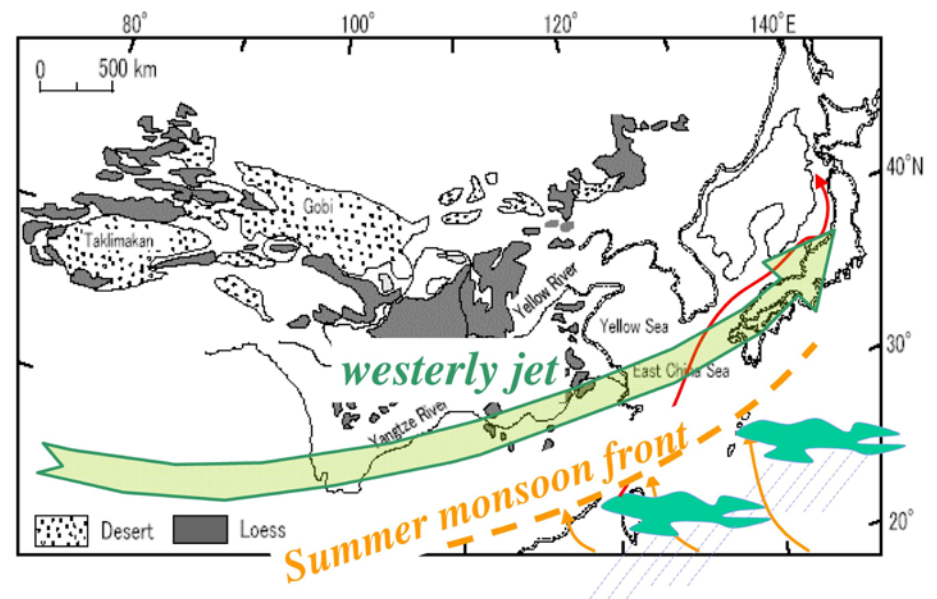 80°
100°
120°
140°E
0
500 km
40°N
Gobi
Taklimakan
Yellow River
Yellow Sea
30°
westerly jet
East China Sea
Yangtze River
Summer monsoon front
20°
Desert
Loess